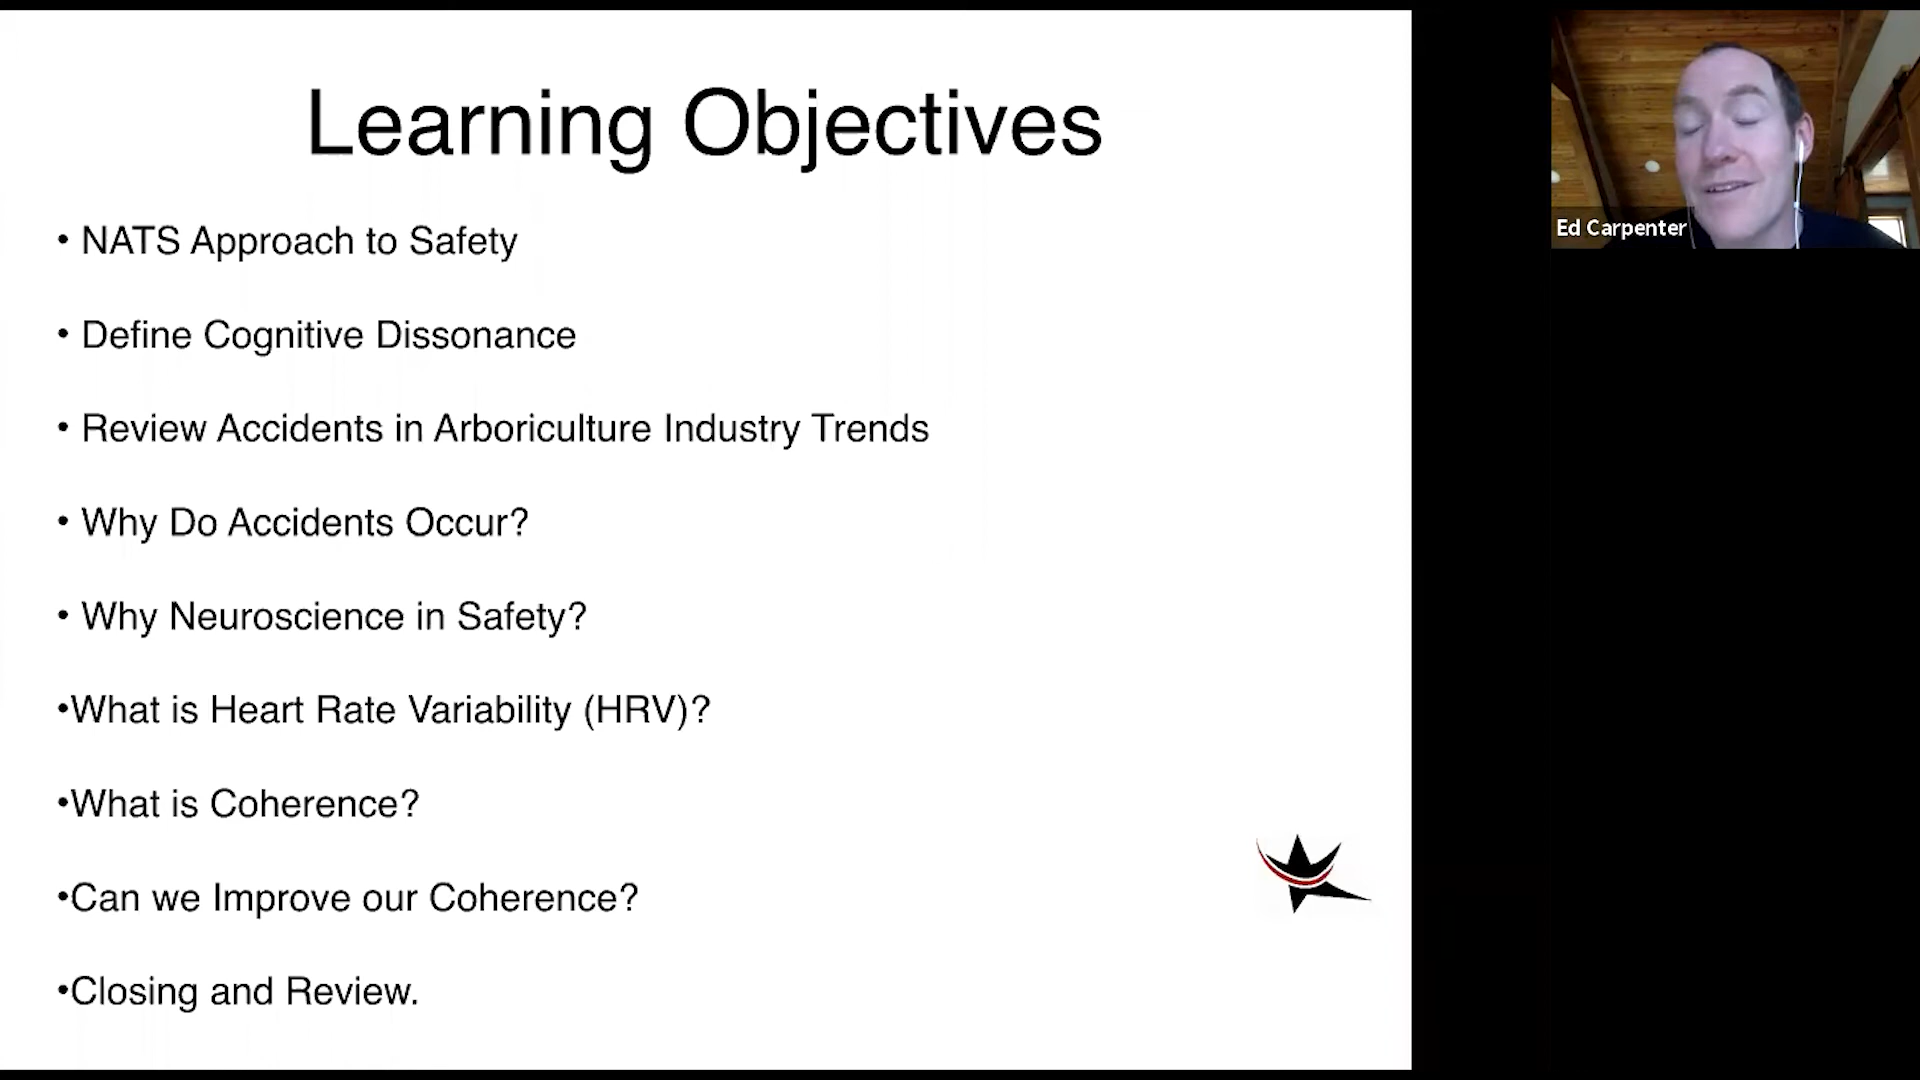 Learning Objectives
• NATS Approach to Safety
• Define Cognitive Dissonance
• Review Accidents in Arboriculture Industry Trends
• Why Do Accidents Occur?
• Why Neuroscience in Safety?
•What is Heart Rate Variability (HRV)?
•What is Coherence?
•Can we Improve our Coherence?
•Closing and Review.
Ed Carpenter